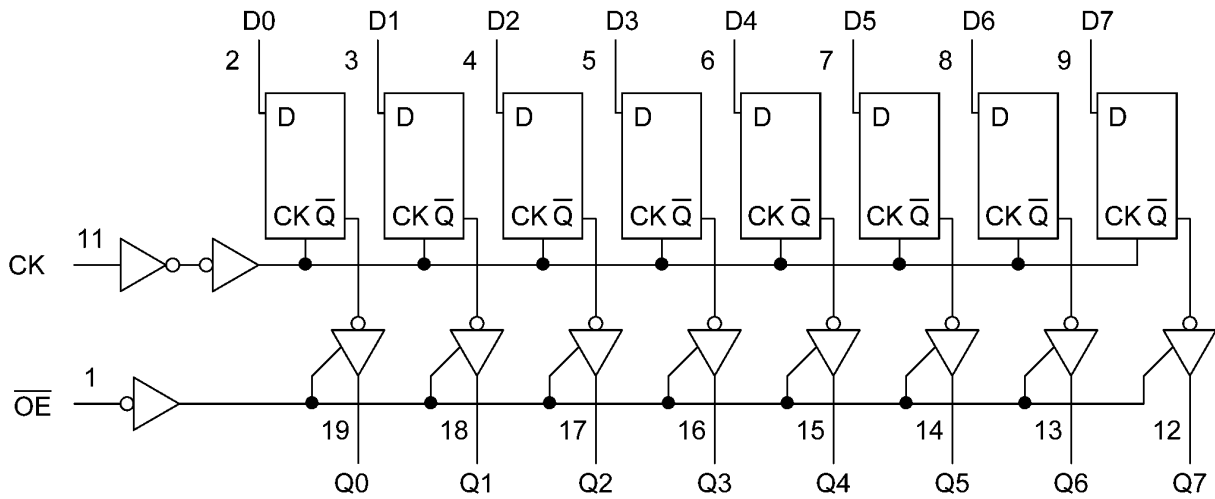 D0 D1 D2 D3 D4 D5 D6 D7
2 3 4 5 6 7 8 9
D D D D D D D D
CK Q̅ CK Q̅ CK Q̅ CK Q̅ CK Q̅ CK Q̅ CK Q̅ CK Q̅
11
CK
1
O̅E̅
19 18 17 16 15 14 13 12
Q0 Q1 Q2 Q3 Q4 Q5 Q6 Q7